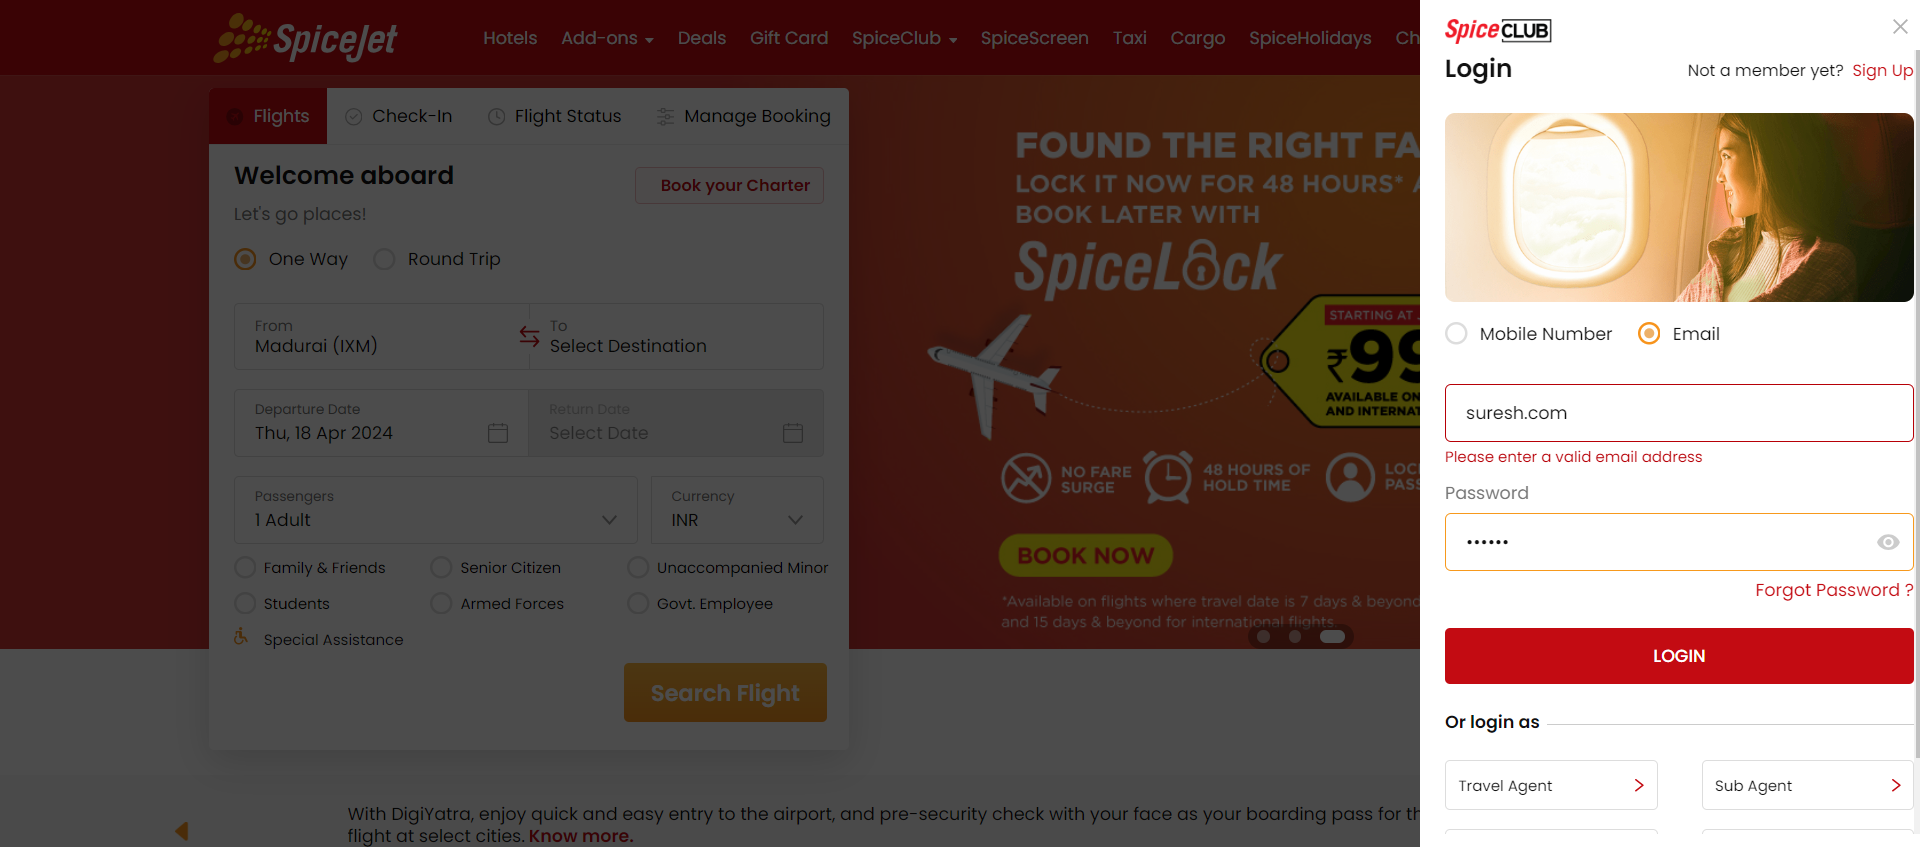 SpiceJet
Hotels Add-ons Deals Gift Card SpiceClub SpiceScreen Taxi Cargo SpiceHolidays Ch
Flights Check-In Flight Status Manage Booking
Welcome aboard
Book your Charter
Let's go places!
One Way Round Trip
From
Madurai (IXM)
To
Select Destination
Departure Date
Thu, 18 Apr 2024
Return Date
Select Date
Passengers
1 Adult
Currency
INR
Family & Friends Senior Citizen Unaccompanied Minor
Students Armed Forces Govt. Employee
Special Assistance
Search Flight
FOUND THE RIGHT FA
LOCK IT NOW FOR 48 HOURS* A
BOOK LATER WITH
SpiceLock
STARTING AT
₹99
AVAILABLE ON
AND INTERNAT
NO FARE
SURGE
48 HOURS OF
HOLD TIME
LOC
PASS
BOOK NOW
*Available on flights where travel date is 7 days & beyond
and 15 days & beyond for international flights
With DigiYatra, enjoy quick and easy entry to the airport, and pre-security check with your face as your boarding pass for th
flight at select cities. Know more.
SpiceCLUB
Login
Not a member yet? Sign Up
Mobile Number Email
suresh.com
Please enter a valid email address
Password
••••••
Forgot Password ?
LOGIN
Or login as
Travel Agent
Sub Agent